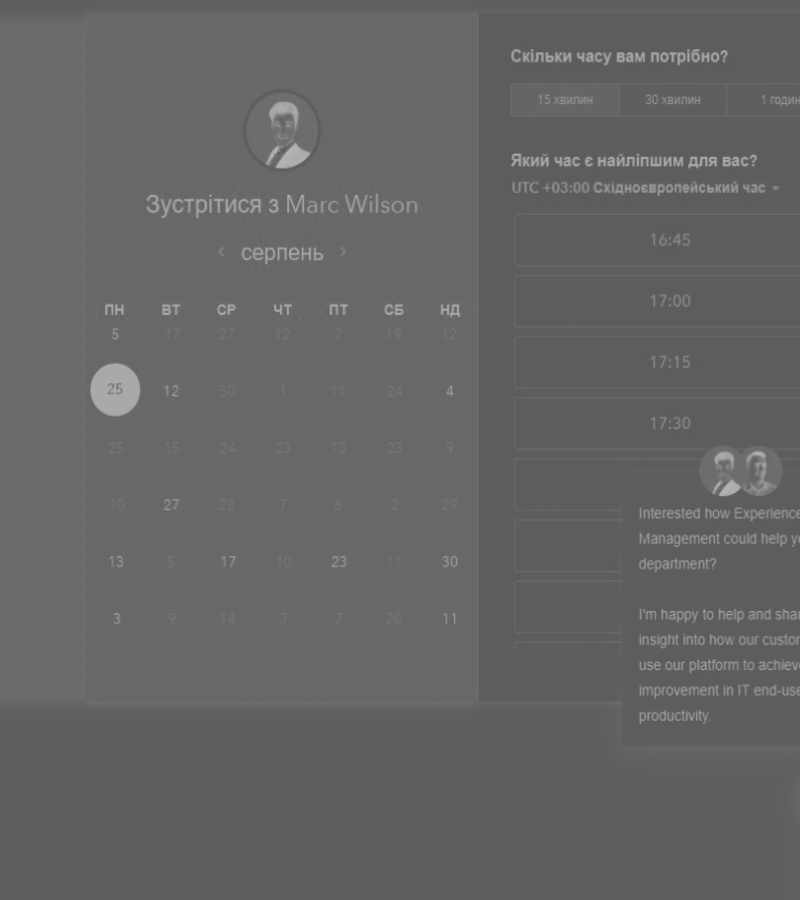 Зустрітися з Marc Wilson
серпень
ПН ВТ СР ЧТ ПТ СБ НД
5 17 27 12 7 19 12
25 12 30 1 11 24 4
25 15 24 23 13 23 9
10 27 28 7 6 2 29
13 5 17 10 23 11 30
3 9 14 3 7 20 11
Скільки часу вам потрібно?
15 хвилин 30 хвилин 1 годин
Який час є найліпшим для вас?
UTC +03:00 Східноєвропейський час
16:45
17:00
17:15
17:30
Interested how Experience
Management could help yo
department?
I'm happy to help and shar
insight into how our custom
use our platform to achieve
improvement in IT end-use
productivity.